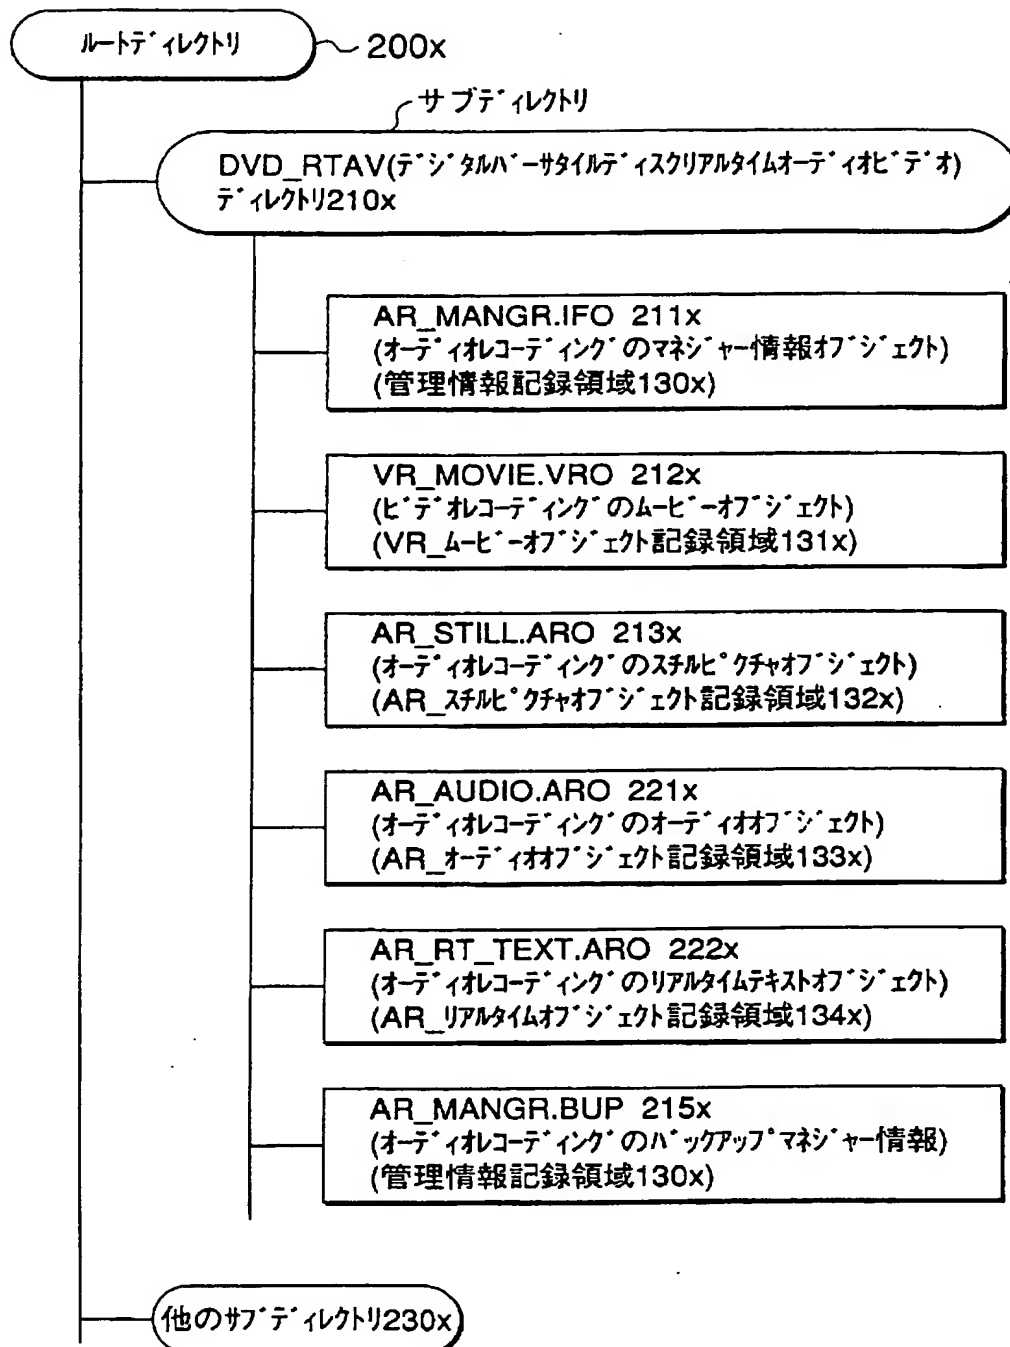 ルートディレクトリ
200x
サブディレクトリ
DVD_RTAV(デジタルバーサタイルディスクリアルタイムオーディオビデオ)
ディレクトリ210x
AR_MANGR.IFO 211x
(オーディオレコーディングのマネジャー情報オブジェクト)
(管理情報記録領域130x)
VR_MOVIE.VRO 212x
(ビデオレコーディングのムービーオブジェクト)
(VR_ムービーオブジェクト記録領域131x)
AR_STILL.ARO 213x
(オーディオレコーディングのスチルピクチャオブジェクト)
(AR_スチルピクチャオブジェクト記録領域132x)
AR_AUDIO.ARO 221x
(オーディオレコーディングのオーディオオブジェクト)
(AR_オーディオオブジェクト記録領域133x)
AR_RT_TEXT.ARO 222x
(オーディオレコーディングのリアルタイムテキストオブジェクト)
(AR_リアルタイムオブジェクト記録領域134x)
AR_MANGR.BUP 215x
(オーディオレコーディングのバックアップマネジャー情報)
(管理情報記録領域130x)
他のサブディレクトリ230x